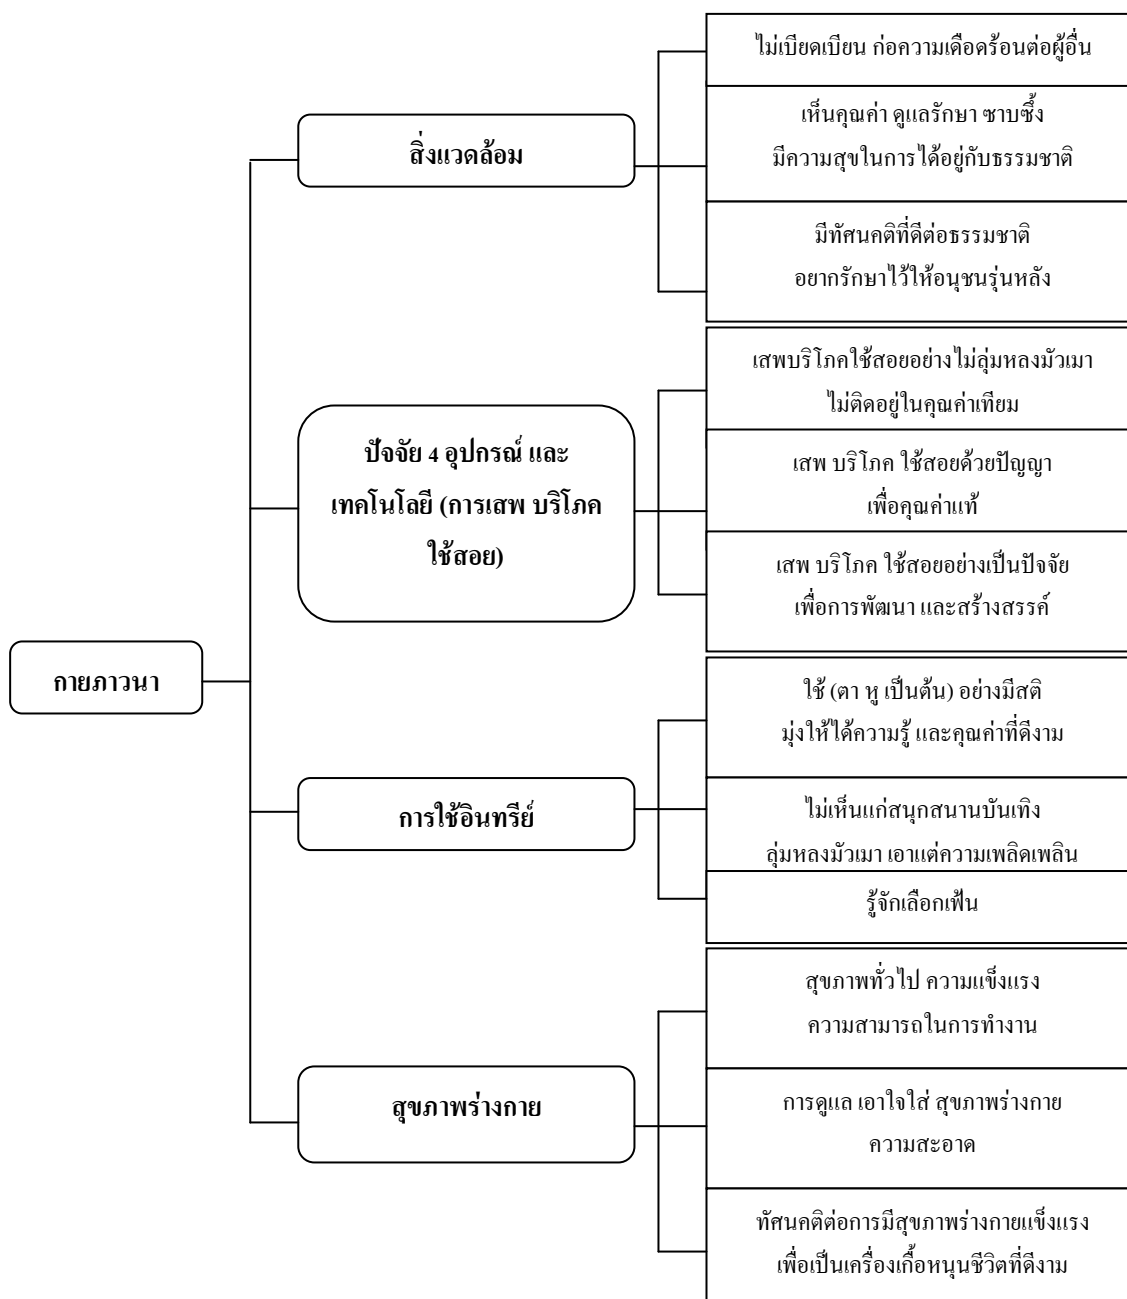 กายภาวนา
สิ่งแวดล้อม
ไม่เบียดเบียน ก่อความเดือดร้อนต่อผู้อื่น
เห็นคุณค่า ดูแลรักษา ซาบซึ้ง
มีความสุขในการได้อยู่กับธรรมชาติ
มีทัศนคติที่ดีต่อธรรมชาติ
อยากรักษาไว้ให้อนุชนรุ่นหลัง
ปัจจัย 4 อุปกรณ์ และ
เทคโนโลยี (การเสพ บริโภค
ใช้สอย)
เสพบริโภคใช้สอยอย่างไม่ลุ่มหลงมัวเมา
ไม่ติดอยู่ในคุณค่าเทียม
เสพ บริโภค ใช้สอยด้วยปัญญา
เพื่อคุณค่าแท้
เสพ บริโภค ใช้สอยอย่างเป็นปัจจัย
เพื่อการพัฒนา และสร้างสรรค์
การใช้อินทรีย์
ใช้ (ตา หู เป็นต้น) อย่างมีสติ
มุ่งให้ได้ความรู้ และคุณค่าที่ดีงาม
ไม่เห็นแก่สนุกสนานบันเทิง
ลุ่มหลงมัวเมา เอาแต่ความเพลิดเพลิน
รู้จักเลือกเฟ้น
สุขภาพร่างกาย
สุขภาพทั่วไป ความแข็งแรง
ความสามารถในการทำงาน
การดูแล เอาใจใส่ สุขภาพร่างกาย
ความสะอาด
ทัศนคติต่อการมีสุขภาพร่างกายแข็งแรง
เพื่อเป็นเครื่องเกื้อหนุนชีวิตที่ดีงาม